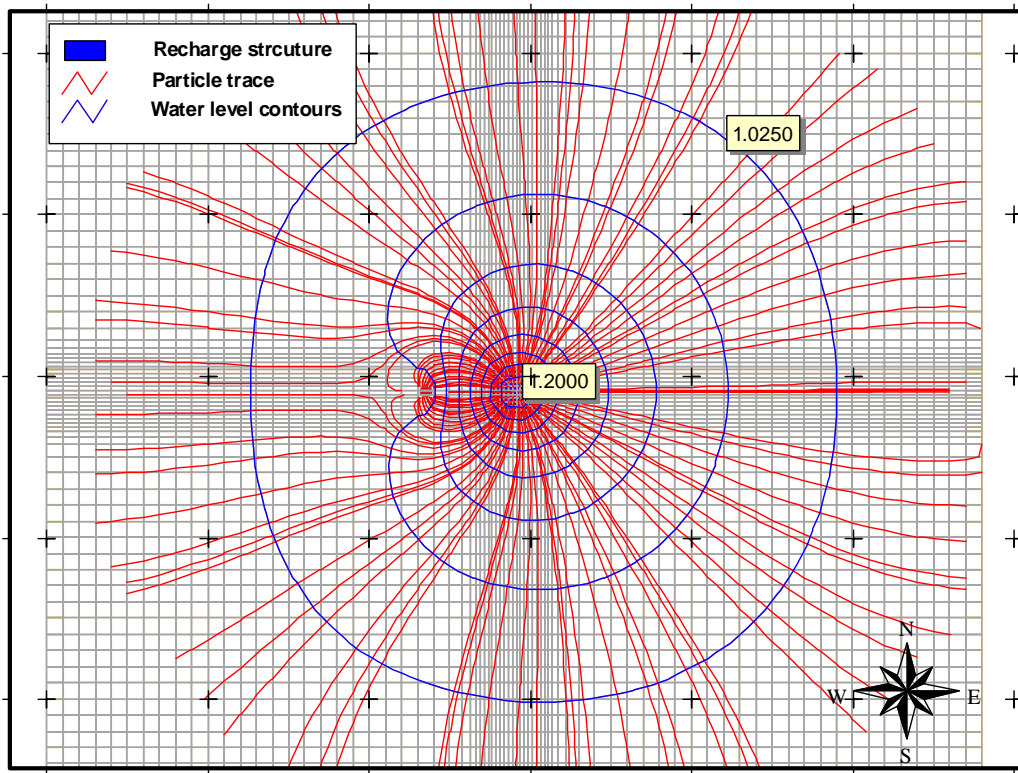 Recharge strcuture
Particle trace
Water level contours
1.0250
1.2000
N
W
E
S